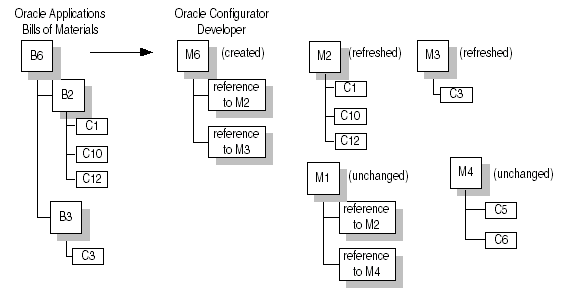 Oracle Applications
Bills of Materials
Oracle Configurator
Developer
B6
M6
(created)
M2
(refreshed)
M3
(refreshed)
B2
reference
to M2
C1
C3
C1
C10
reference
to M3
C10
C12
C12
M1
(unchanged)
M4
(unchanged)
B3
reference
to M2
C5
C3
C6
reference
to M4